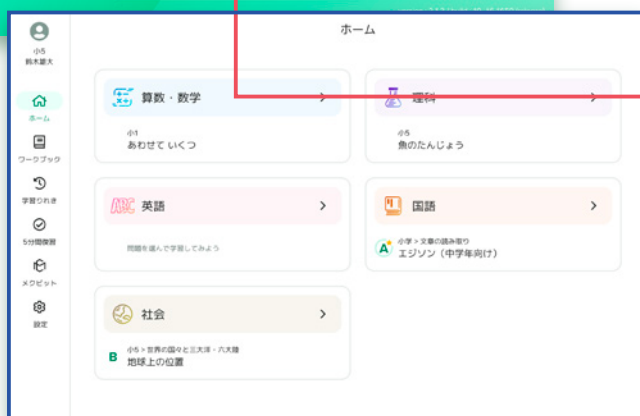 ホーム
小5
鈴木雄大
ホーム
ワークブック
学習りれき
5分間復習
メクビット
設定
算数・数学
小1
あわせて いくつ
理科
小5
魚のたんじょう
ABC 英語
問題を選んで学習してみよう
国語
A
小学 > 文章の読み取り
エジソン（中学年向け）
社会
B
小5 > 世界の国々と三大洋・六大陸
地球上の位置